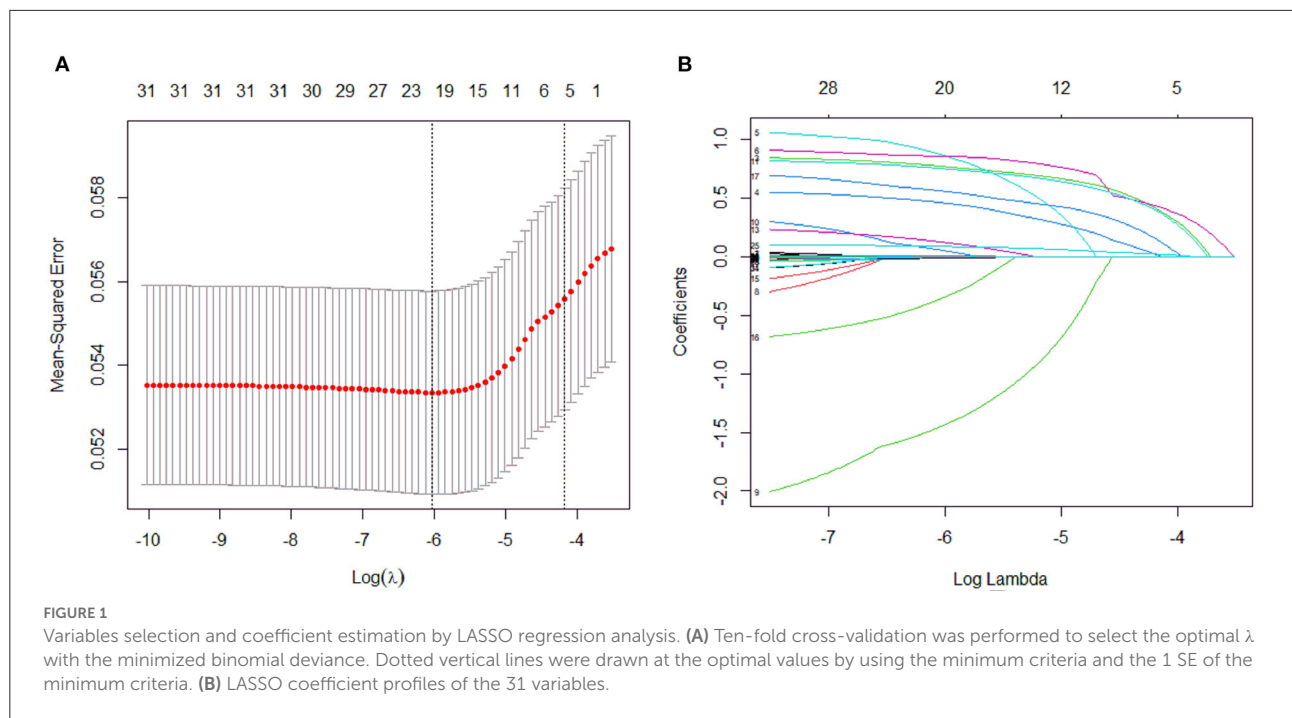 A
31 31 31 31 31 30 29 27 23 19 15 11 6 5 1
Mean-Squared Error
0.058
0.056
0.054
0.052
-10 -9 -8 -7 -6 -5 -4
Log(λ)
B
28 20 12 5
Coefficients
1.0
0.5
0.0
-0.5
-1.0
-1.5
-2.0
5
6
11
17
4
10
13
25
15
8
16
9
-7 -6 -5 -4
Log Lambda
FIGURE 1
Variables selection and coefficient estimation by LASSO regression analysis. (A) Ten-fold cross-validation was performed to select the optimal λ
with the minimized binomial deviance. Dotted vertical lines were drawn at the optimal values by using the minimum criteria and the 1 SE of the
minimum criteria. (B) LASSO coefficient profiles of the 31 variables.